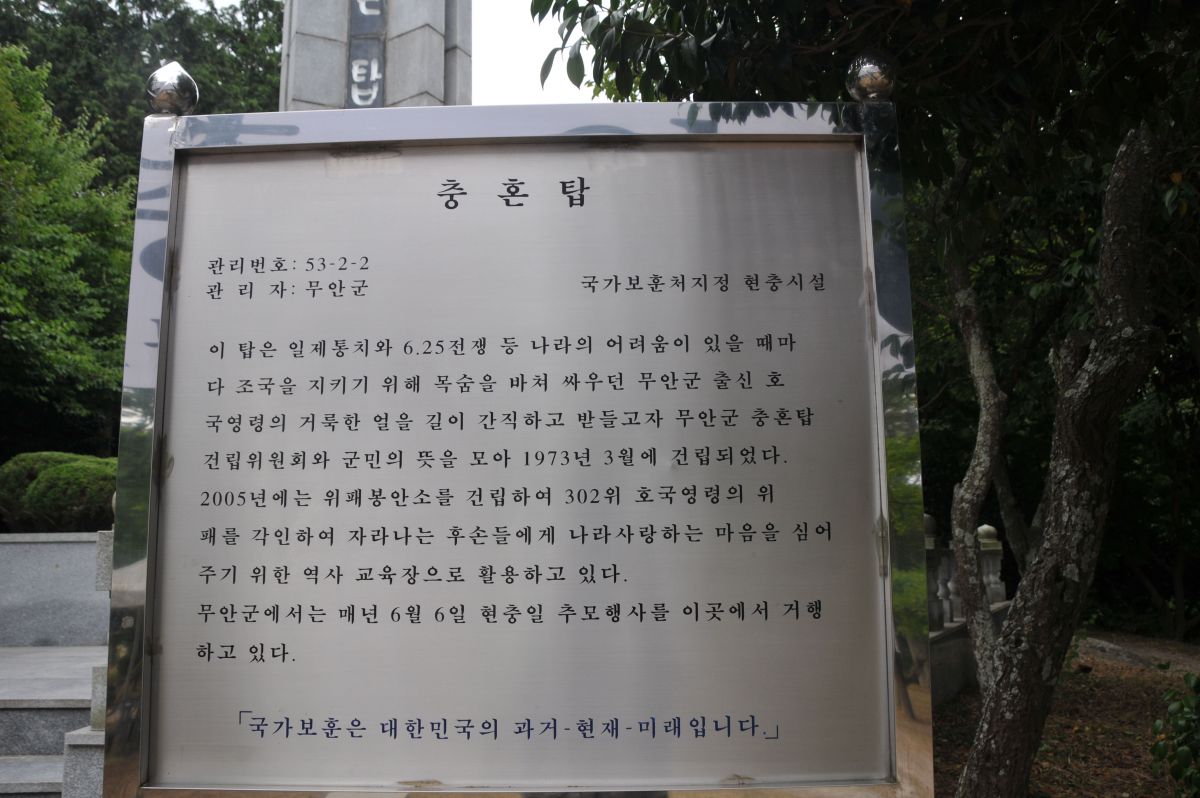 탑
충 혼 탑
관리번호: 53-2-2
관 리 자: 무안군
국가보훈처지정 현충시설
이 탑은 일제통치와 6.25전쟁 등 나라의 어려움이 있을 때마
다 조국을 지키기 위해 목숨을 바쳐 싸우던 무안군 출신 호
국영령의 거룩한 얼을 길이 간직하고 받들고자 무안군 충혼탑
건립위원회와 군민의 뜻을 모아 1973년 3월에 건립되었다.
2005년에는 위패봉안소를 건립하여 302위 호국영령의 위
패를 각인하여 자라나는 후손들에게 나라사랑하는 마음을 심어
주기 위한 역사 교육장으로 활용하고 있다.
무안군에서는 매년 6월 6일 현충일 추모행사를 이곳에서 거행
하고 있다.
「국가보훈은 대한민국의 과거-현재-미래입니다.」